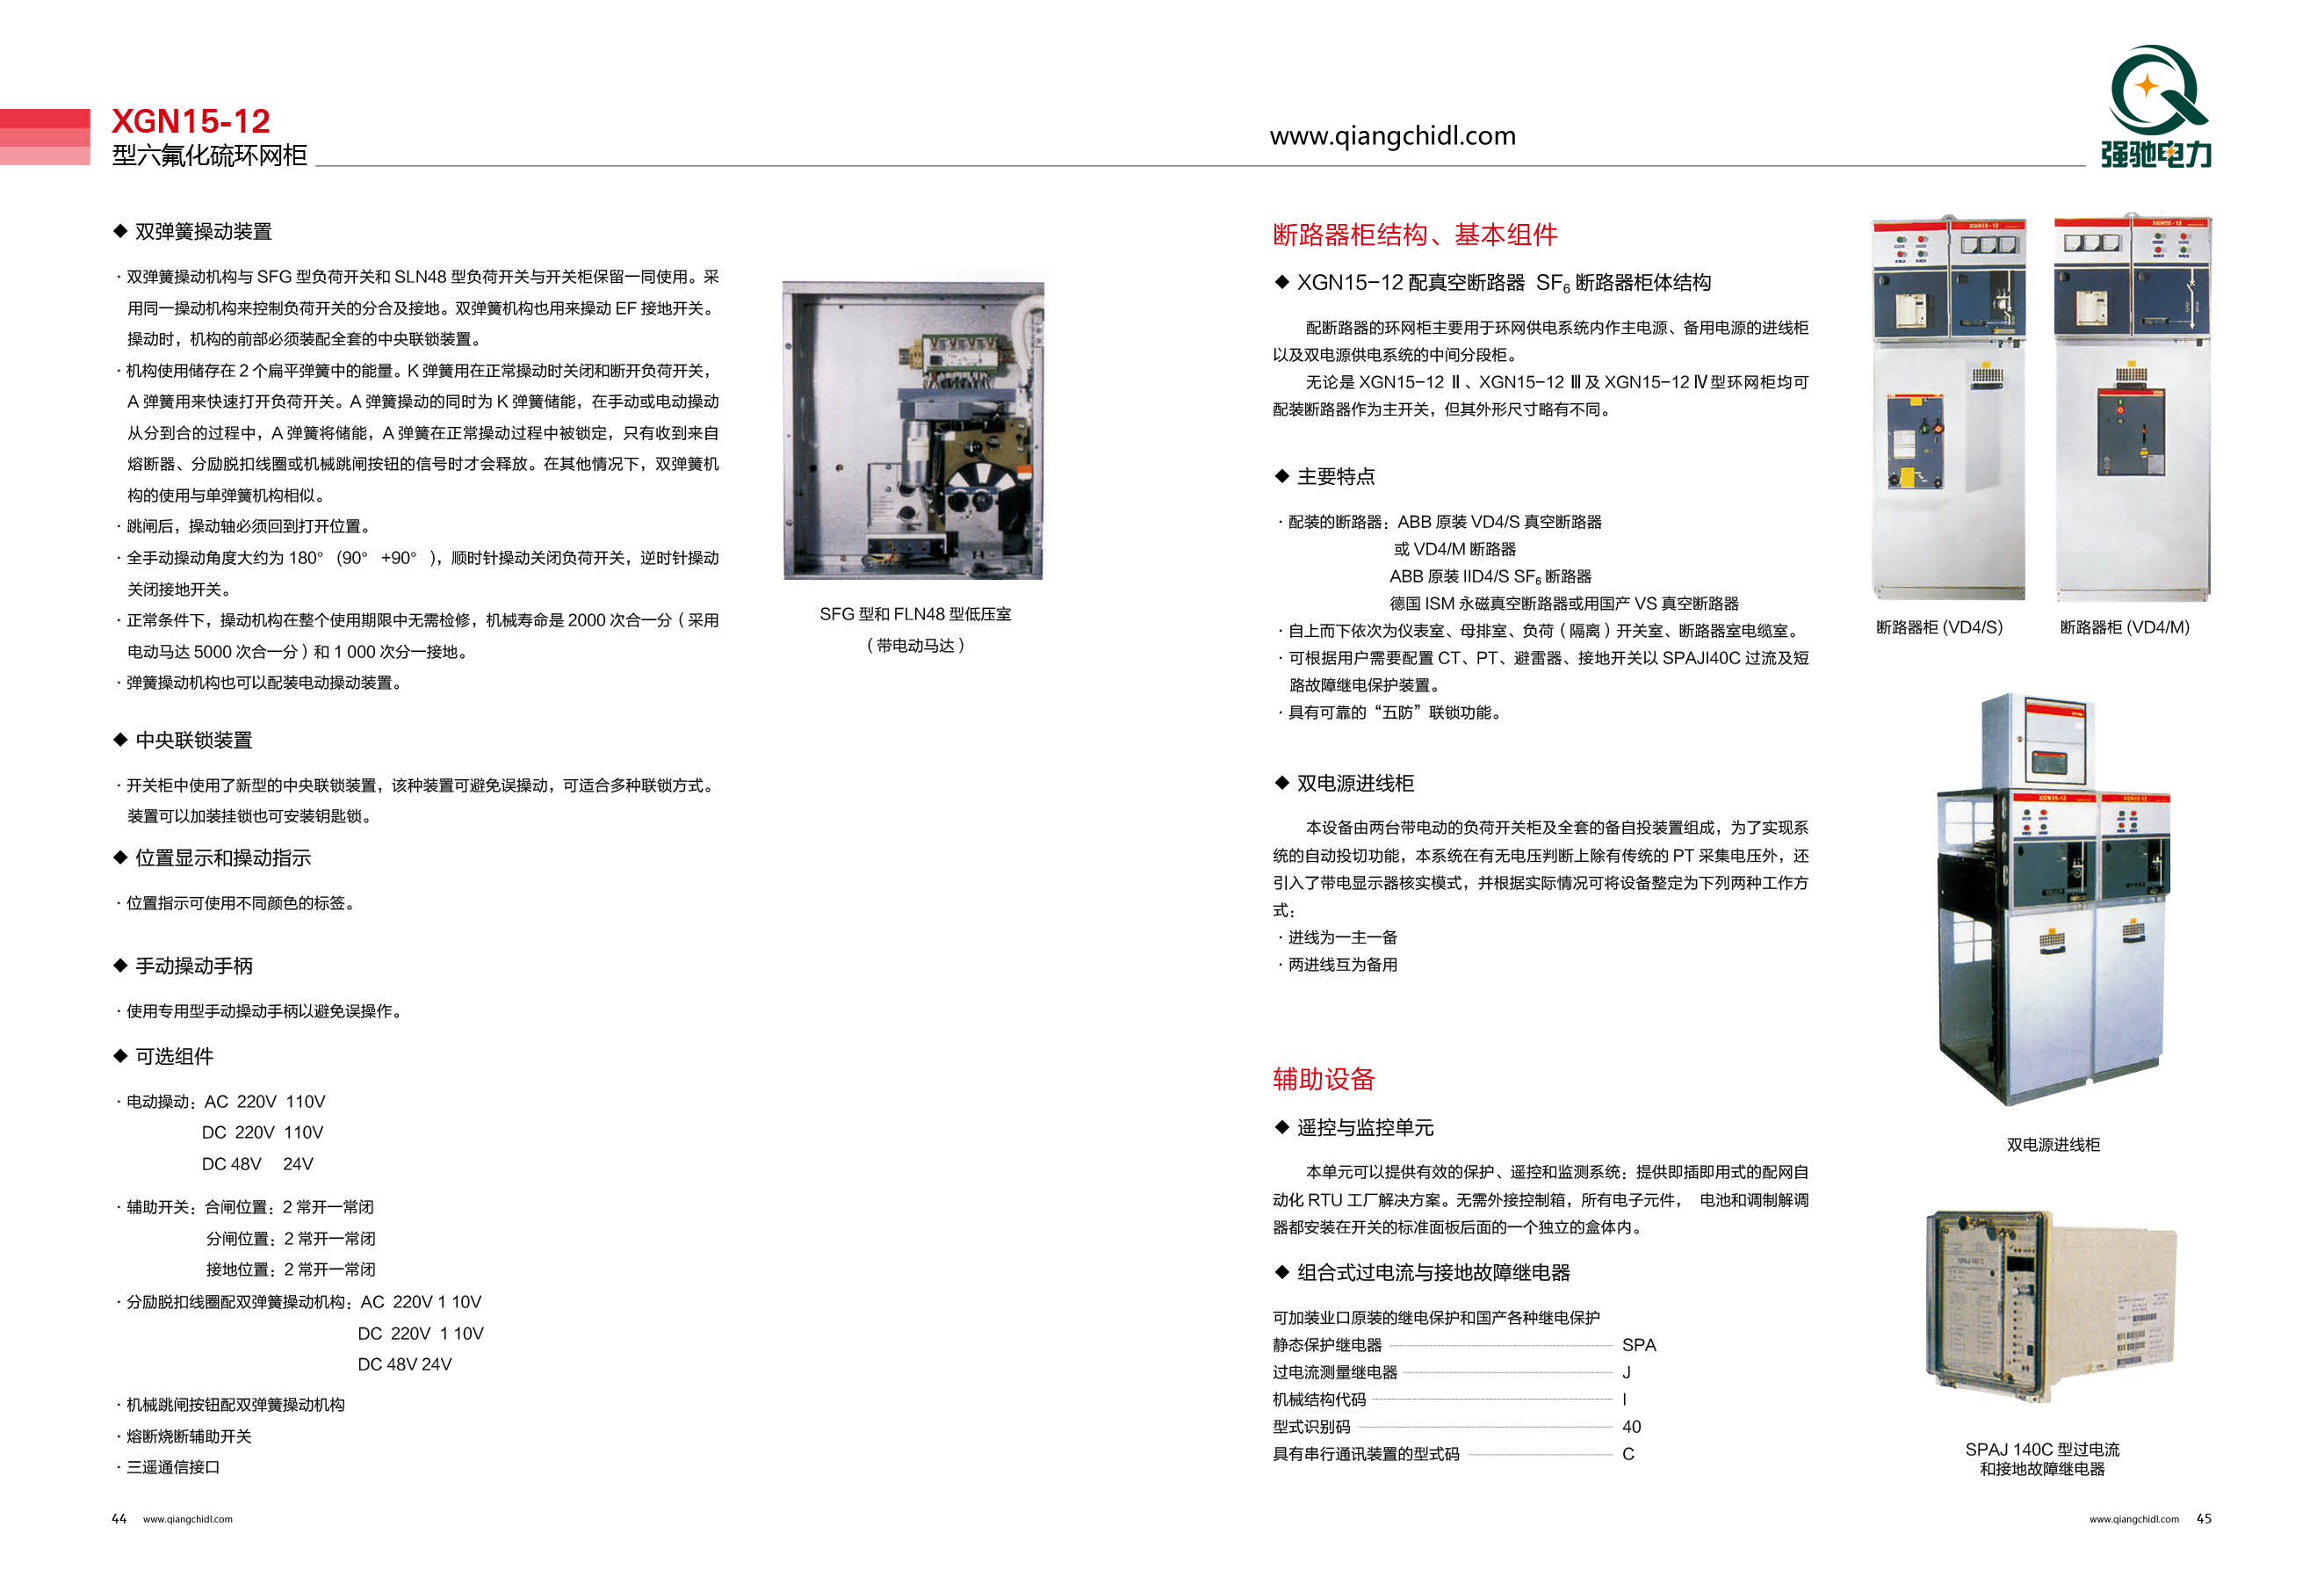 XGN15-12
型六氟化硫环网柜
www.qiangchidl.com
强驰电力
◆ 双弹簧操动装置
· 双弹簧操动机构与 SFG 型负荷开关和 SLN48 型负荷开关与开关柜保留一同使用。采
用同一操动机构来控制负荷开关的分合及接地。双弹簧机构也用来操动 EF 接地开关。
操动时，机构的前部必须装配全套的中央联锁装置。
· 机构使用储存在 2 个扁平弹簧中的能量。K 弹簧用在正常操动时关闭和断开负荷开关，
A 弹簧用来快速打开负荷开关。A 弹簧操动的同时为 K 弹簧储能，在手动或电动操动
从分到合的过程中，A 弹簧将储能，A 弹簧在正常操动过程中被锁定，只有收到来自
熔断器、分励脱扣线圈或机械跳闸按钮的信号时才会释放。在其他情况下，双弹簧机
构的使用与单弹簧机构相似。
· 跳闸后，操动轴必须回到打开位置。
· 全手动操动角度大约为 180° (90° +90° )，顺时针操动关闭负荷开关，逆时针操动
关闭接地开关。
· 正常条件下，操动机构在整个使用期限中无需检修，机械寿命是 2000 次合一分（采用
电动马达 5000 次合一分）和 1 000 次分一接地。
· 弹簧操动机构也可以配装电动操动装置。
SFG 型和 FLN48 型低压室
（带电动马达）
◆ 中央联锁装置
· 开关柜中使用了新型的中央联锁装置，该种装置可避免误操动，可适合多种联锁方式。
装置可以加装挂锁也可安装钥匙锁。
◆ 位置显示和操动指示
· 位置指示可使用不同颜色的标签。
◆ 手动操动手柄
· 使用专用型手动操动手柄以避免误操作。
◆ 可选组件
· 电动操动：AC 220V 110V
DC 220V 110V
DC 48V 24V
· 辅助开关：合闸位置：2 常开一常闭
分闸位置：2 常开一常闭
接地位置：2 常开一常闭
· 分励脱扣线圈配双弹簧操动机构：AC 220V 1 10V
DC 220V 1 10V
DC 48V 24V
· 机械跳闸按钮配双弹簧操动机构
· 熔断烧断辅助开关
· 三遥通信接口
44 www.qiangchidl.com
断路器柜结构、基本组件
◆ XGN15-12 配真空断路器 SF₆ 断路器柜体结构
配断路器的环网柜主要用于环网供电系统内作主电源、备用电源的进线柜
以及双电源供电系统的中间分段柜。
无论是 XGN15-12 Ⅱ、XGN15-12 Ⅲ及 XGN15-12 Ⅳ型环网柜均可
配装断路器作为主开关，但其外形尺寸略有不同。
◆ 主要特点
· 配装的断路器：ABB 原装 VD4/S 真空断路器
或 VD4/M 断路器
ABB 原装 IID4/S SF₆ 断路器
德国 ISM 永磁真空断路器或用国产 VS 真空断路器
· 自上而下依次为仪表室、母排室、负荷（隔离）开关室、断路器室电缆室。
· 可根据用户需要配置 CT、PT、避雷器、接地开关以 SPAJI40C 过流及短
路故障继电保护装置。
· 具有可靠的“五防”联锁功能。
XGN15-12
XGN15-12
断路器柜 (VD4/S)
断路器柜 (VD4/M)
◆ 双电源进线柜
本设备由两台带电动的负荷开关柜及全套的备自投装置组成，为了实现系
统的自动投切功能，本系统在有无电压判断上除有传统的 PT 采集电压外，还
引入了带电显示器核实模式，并根据实际情况可将设备整定为下列两种工作方
式：
· 进线为一主一备
· 两进线互为备用
XGN15-12
XGN15-12
双电源进线柜
辅助设备
◆ 遥控与监控单元
本单元可以提供有效的保护、遥控和监测系统：提供即插即用式的配网自
动化 RTU 工厂解决方案。无需外接控制箱，所有电子元件， 电池和调制解调
器都安装在开关的标准面板后面的一个独立的盒体内。
◆ 组合式过电流与接地故障继电器
可加装业口原装的继电保护和国产各种继电保护
静态保护继电器 SPA
过电流测量继电器 J
机械结构代码 I
型式识别码 40
具有串行通讯装置的型式码 C
SPAJ 140 C
SPAJ 140C 型过电流
和接地故障继电器
www.qiangchidl.com 45